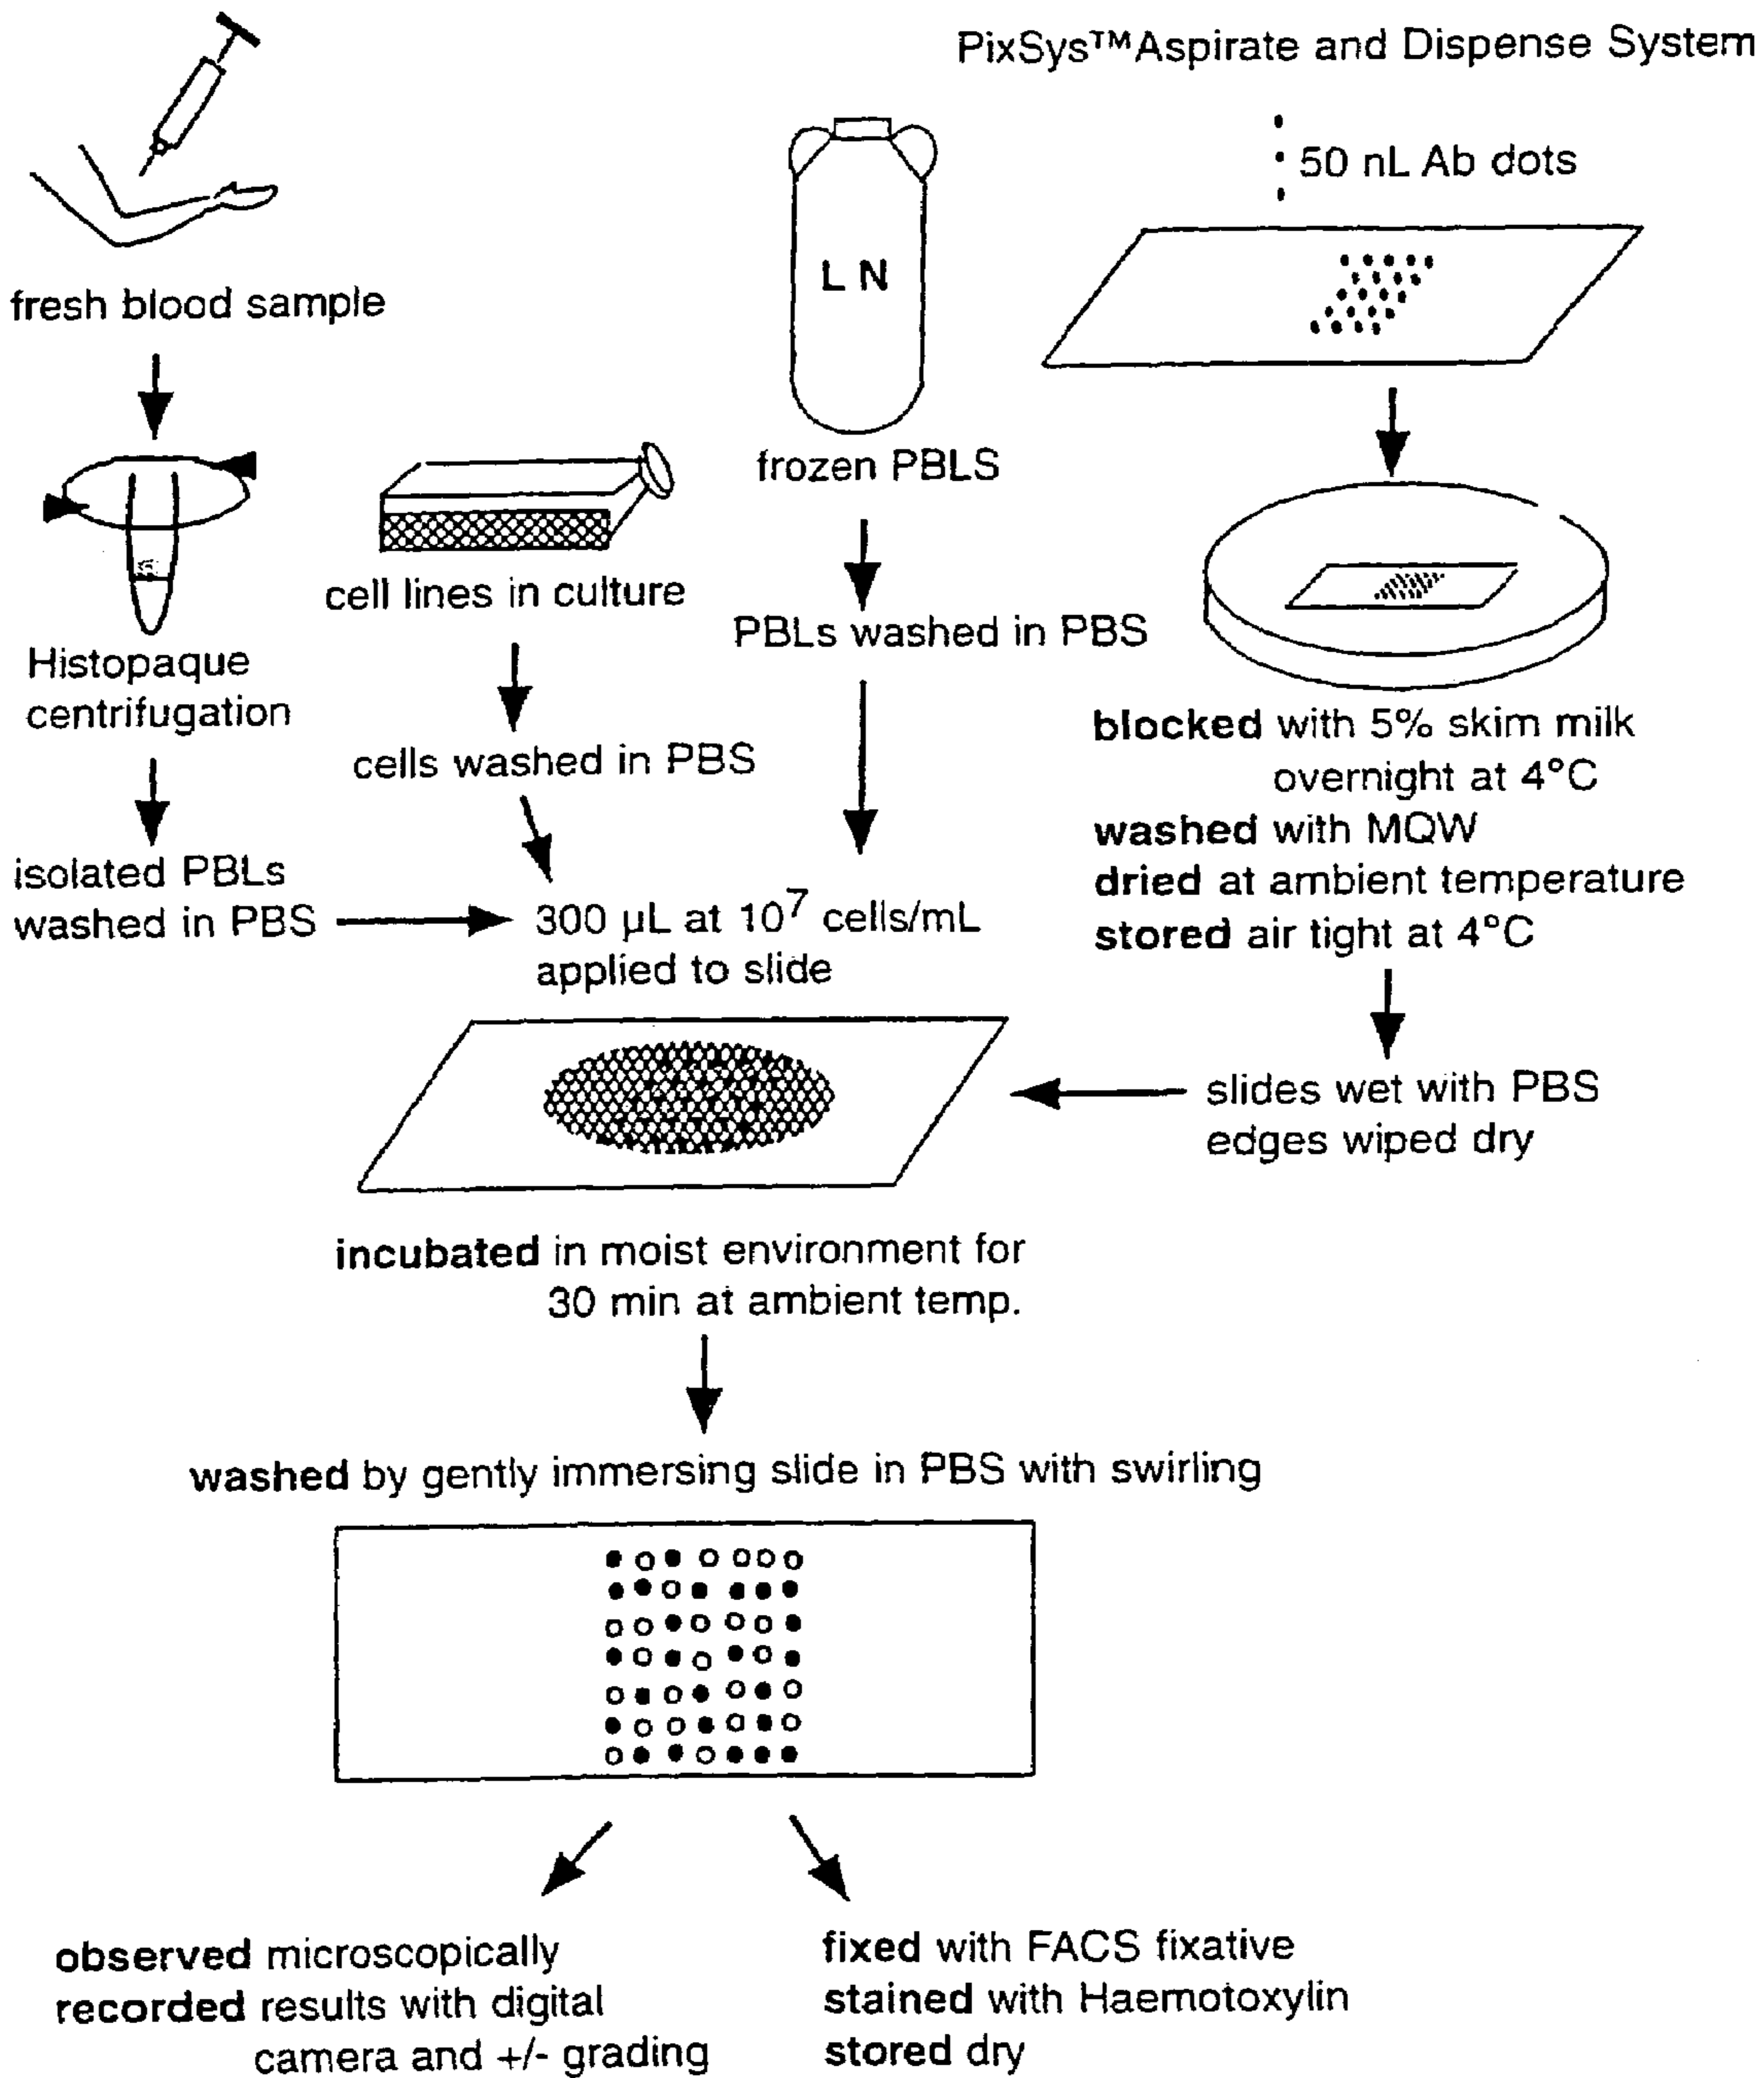 PixSys™Aspirate and Dispense System
50 nL Ab dots
fresh blood sample
L N
frozen PBLS
cell lines in culture
PBLs washed in PBS
Histopaque
centrifugation
cells washed in PBS
blocked with 5% skim milk
overnight at 4°C
washed with MQW
dried at ambient temperature
stored air tight at 4°C
isolated PBLs
washed in PBS
300 µL at 10⁷ cells/mL
applied to slide
slides wet with PBS
edges wiped dry
incubated in moist environment for
30 min at ambient temp.
washed by gently immersing slide in PBS with swirling
observed microscopically
recorded results with digital
camera and +/- grading
fixed with FACS fixative
stained with Haemotoxylin
stored dry